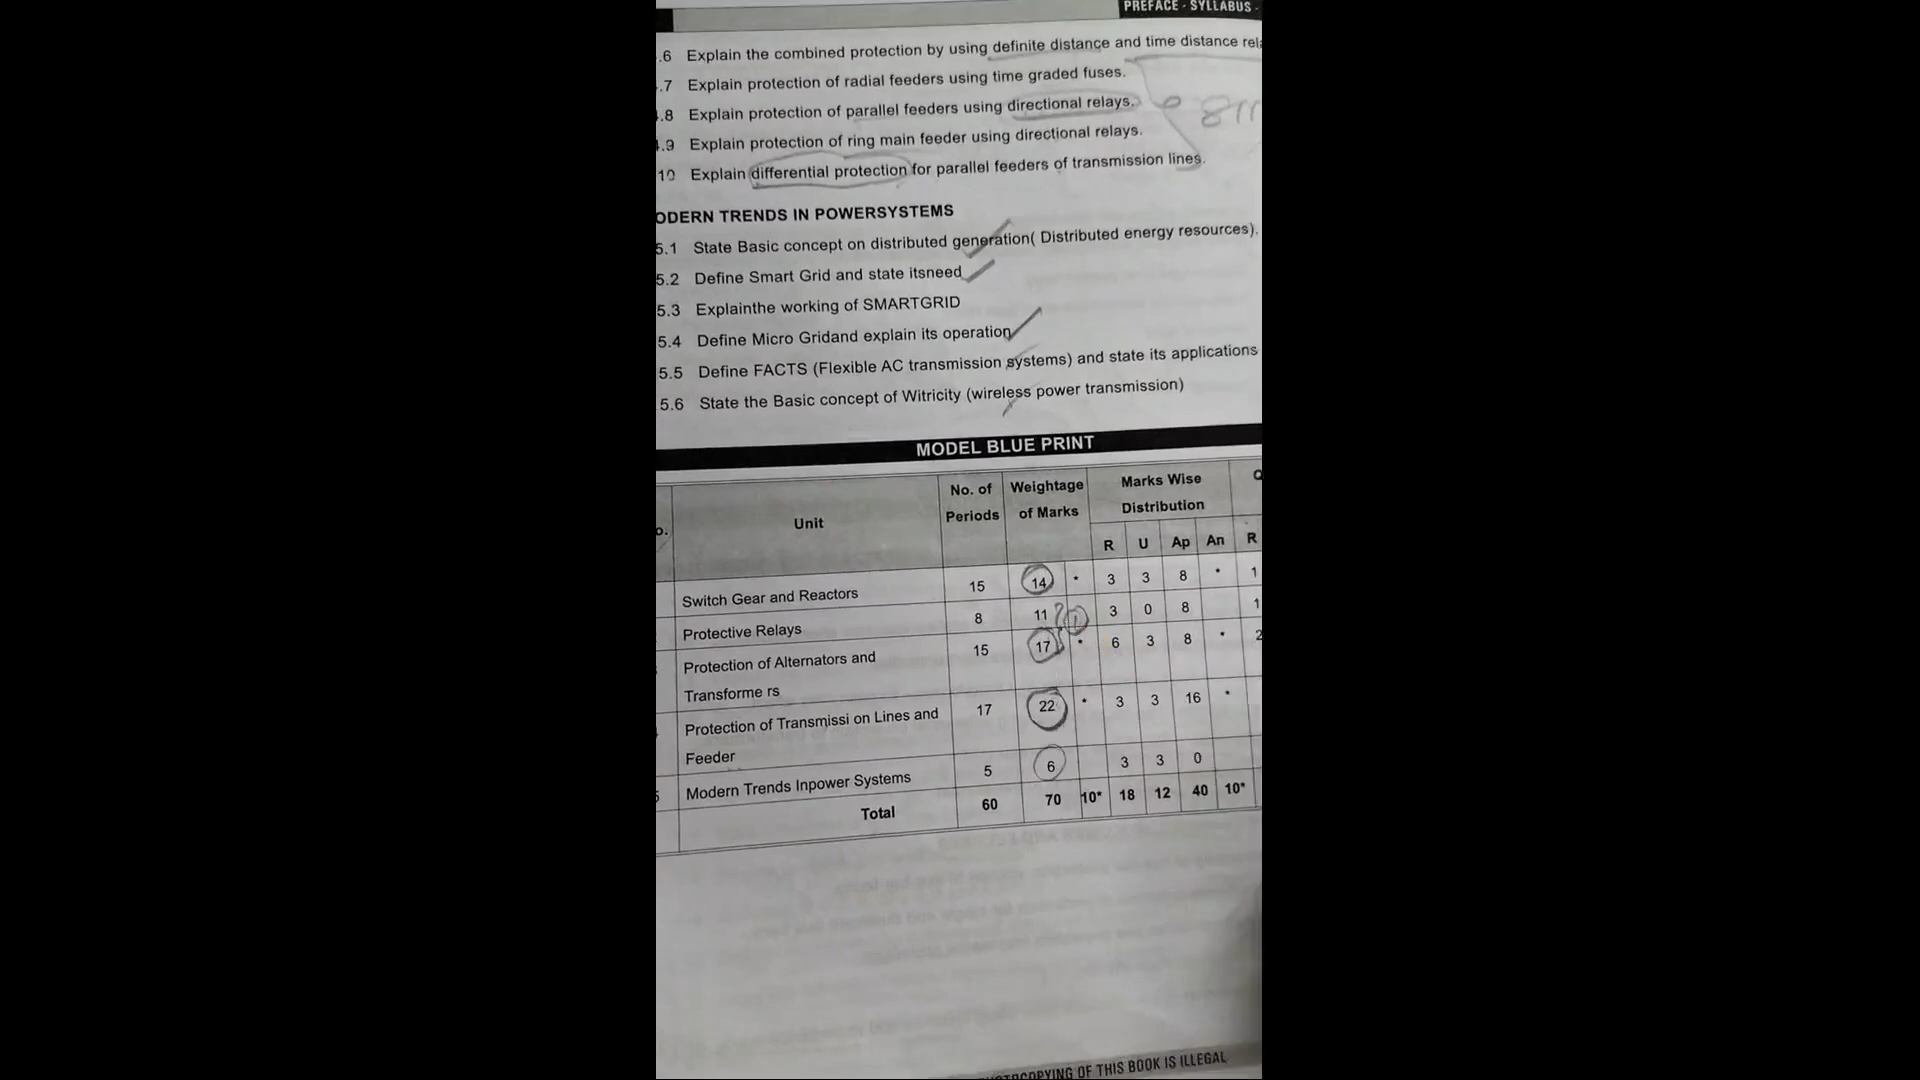 PREFACE - SYLLABUS -
.6 Explain the combined protection by using definite distance and time distance
.7 Explain protection of radial feeders using time graded fuses.
.8 Explain protection of parallel feeders using directional relays.
.9 Explain protection of ring main feeder using directional relays.
10 Explain differential protection for parallel feeders of transmission lines.
8M
ODERN TRENDS IN POWERSYSTEMS
5.1 State Basic concept on distributed generation( Distributed energy resources).
5.2 Define Smart Grid and state itsneed
5.3 Explainthe working of SMARTGRID
5.4 Define Micro Gridand explain its operation
5.5 Define FACTS (Flexible AC transmission systems) and state its applications
5.6 State the Basic concept of Witricity (wireless power transmission)
MODEL BLUE PRINT
o. Unit No. of Periods Weightage of Marks Marks Wise Distribution
R U Ap An R
Switch Gear and Reactors 15 14 * 3 3 8 * 1
Protective Relays 8 11 3 0 8 1
Protection of Alternators and 15 17 * 6 3 8 * 2
Transforme rs
Protection of Transmissi on Lines and 17 22 * 3 3 16 *
Feeder
5 Modern Trends Inpower Systems 5 6 3 3 0
Total 60 70 10* 18 12 40 10*
OF THIS BOOK IS ILLEGAL